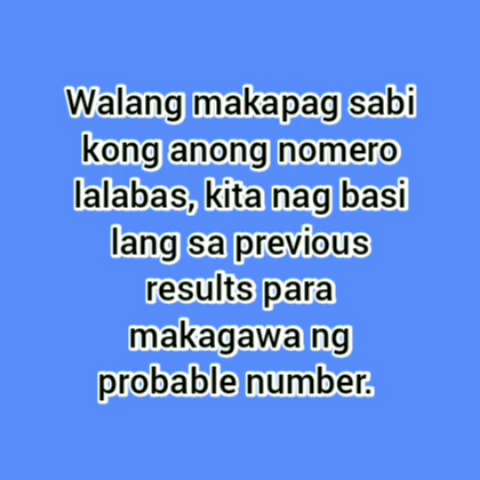 Walang makapag sabi
kong anong nomero
lalabas, kita nag basi
lang sa previous
results para
makagawa ng
probable number.